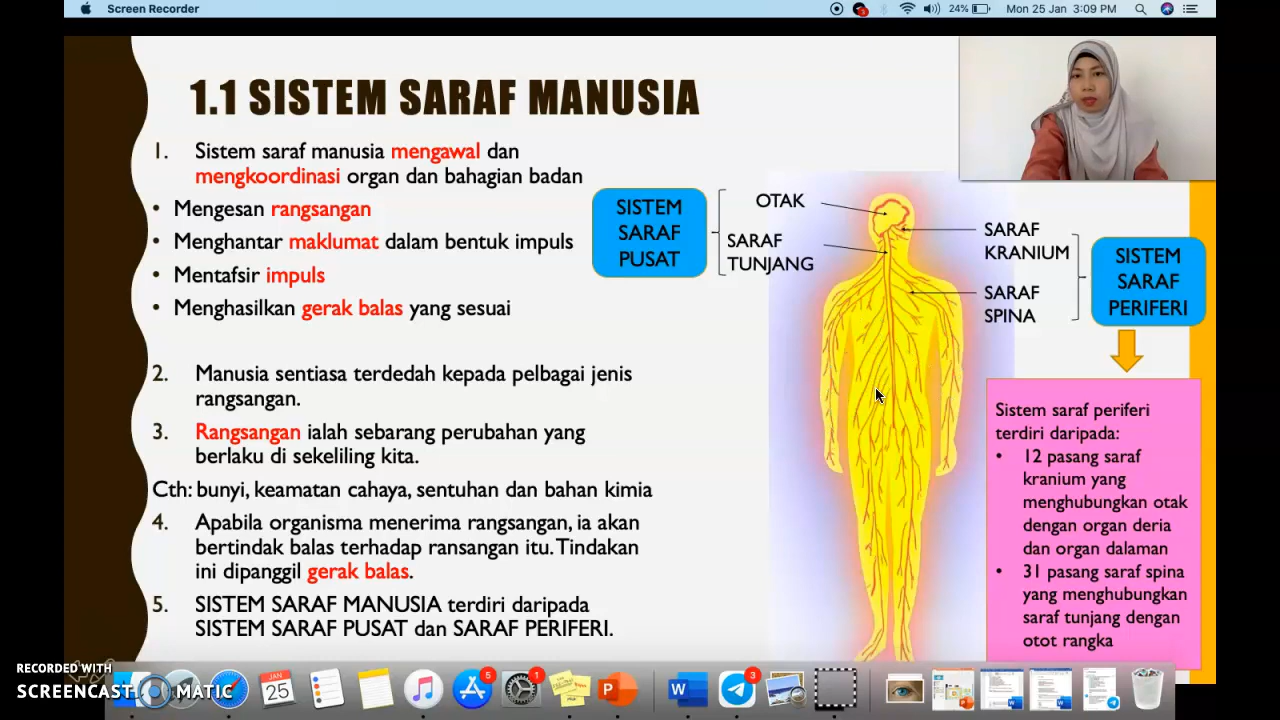 Screen Recorder
24%
Mon 25 Jan 3:09 PM
1.1 SISTEM SARAF MANUSIA
1. Sistem saraf manusia mengawal dan
mengkoordinasi organ dan bahagian badan
• Mengesan rangsangan
• Menghantar maklumat dalam bentuk impuls
• Mentafsir impuls
• Menghasilkan gerak balas yang sesuai
2. Manusia sentiasa terdedah kepada pelbagai jenis
rangsangan.
3. Rangsangan ialah sebarang perubahan yang
berlaku di sekeliling kita.
Cth: bunyi, keamatan cahaya, sentuhan dan bahan kimia
4. Apabila organisma menerima rangsangan, ia akan
bertindak balas terhadap ransangan itu. Tindakan
ini dipanggil gerak balas.
5. SISTEM SARAF MANUSIA terdiri daripada
SISTEM SARAF PUSAT dan SARAF PERIFERI.
SISTEM
SARAF
PUSAT
OTAK
SARAF
TUNJANG
SARAF
KRANIUM
SARAF
SPINA
SISTEM
SARAF
PERIFERI
Sistem saraf periferi
terdiri daripada:
• 12 pasang saraf
kranium yang
menghubungkan otak
dengan organ deria
dan organ dalaman
• 31 pasang saraf spina
yang menghubungkan
saraf tunjang dengan
otot rangka
RECORDED WITH
SCREENCAST MATIC
JAN
25
5
1
P
W
3